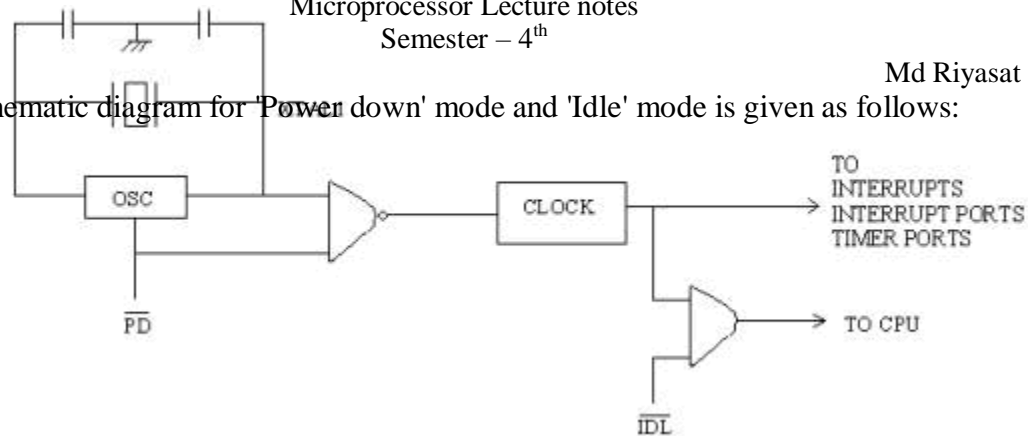 Microprocessor Lecture notes
Semester – 4th
Md Riyasat
nematic diagram for 'Power down' mode and 'Idle' mode is given as follows:
OSC
PD
CLOCK
TO
INTERRUPTS
INTERRUPT PORTS
TIMER PORTS
TO CPU
IDL